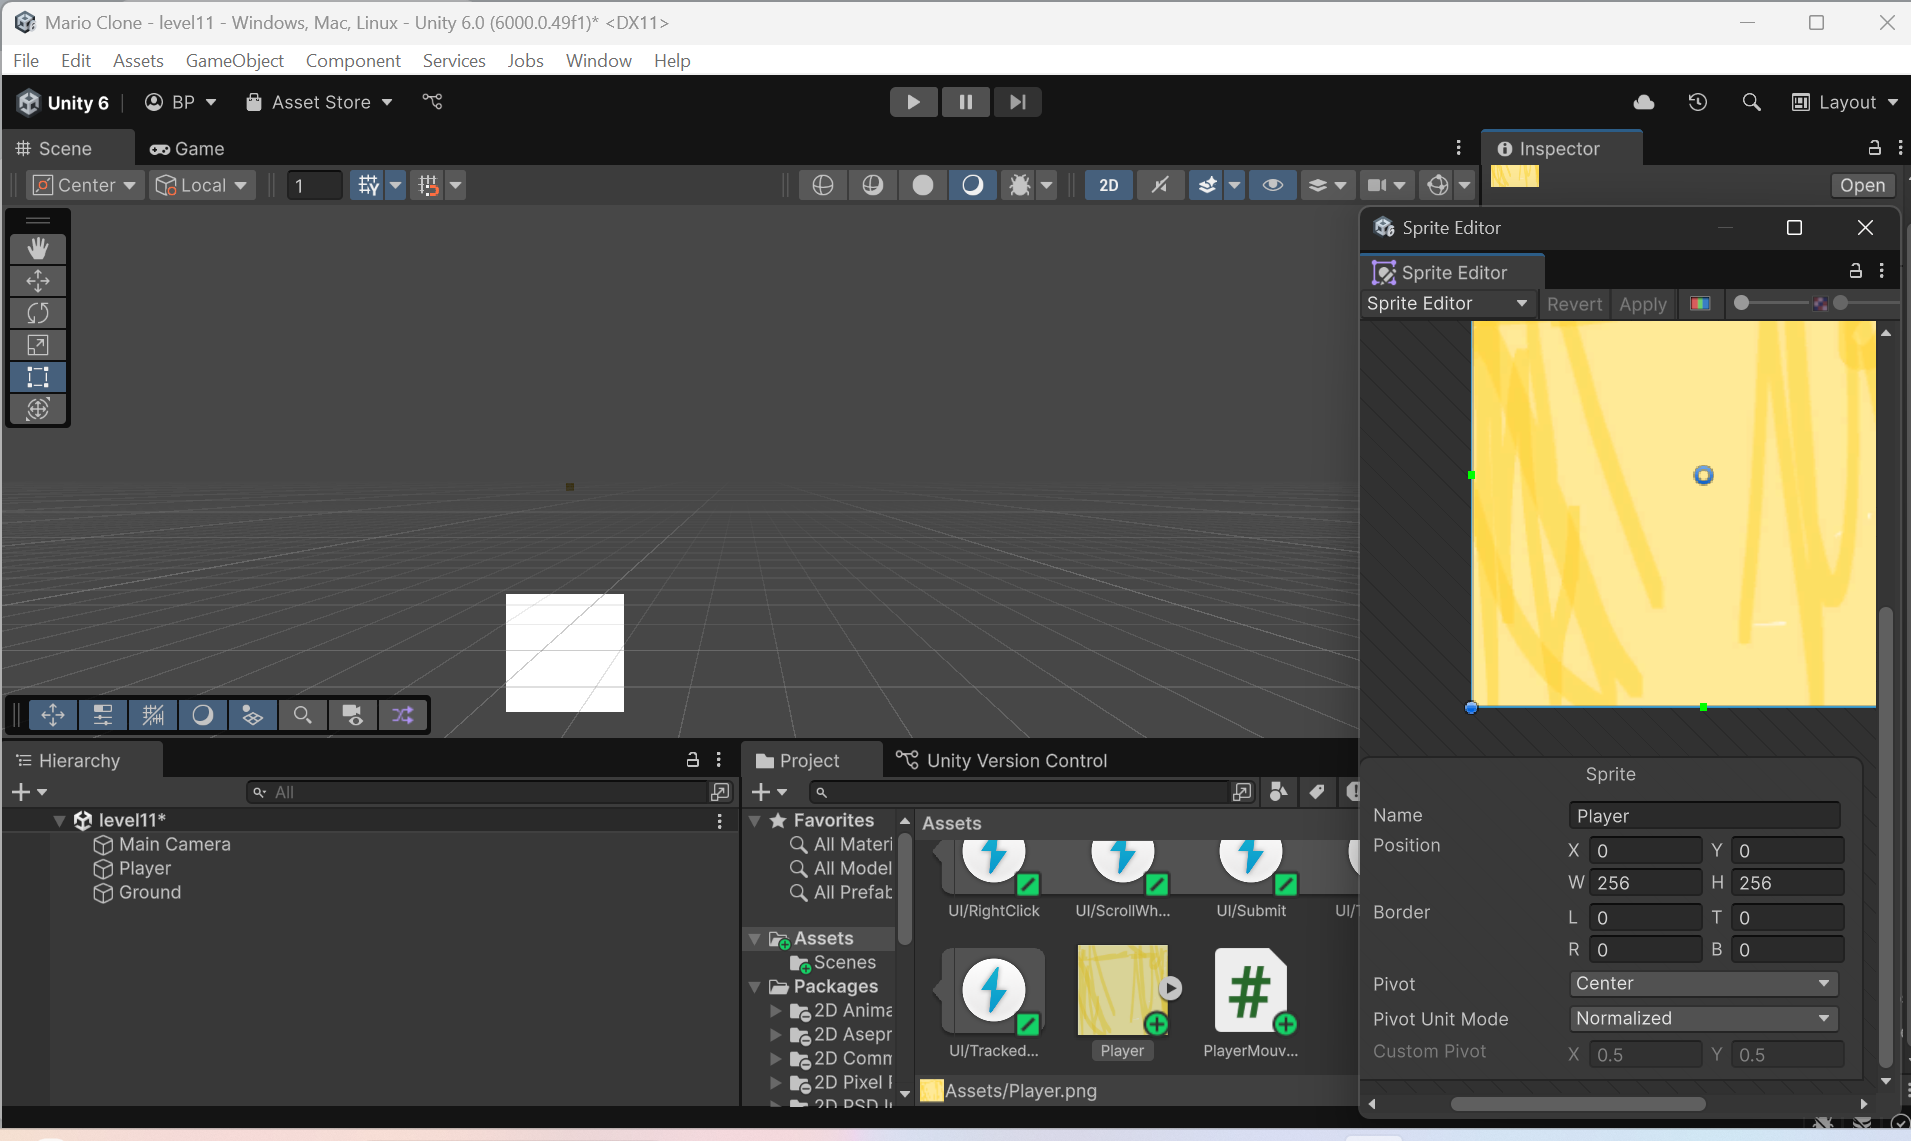 Mario Clone - level11 - Windows, Mac, Linux - Unity 6.0 (6000.0.49f1)* <DX11>
File Edit Assets GameObject Component Services Jobs Window Help
Unity 6 BP Asset Store Layout
Scene Game Inspector
Center Local 1 2D Open
Sprite Editor
Sprite Editor
Sprite Editor Revert Apply
Sprite
Name Player
Position X 0 Y 0
W 256 H 256
Border L 0 T 0
R 0 B 0
Pivot Center
Pivot Unit Mode Normalized
Custom Pivot X 0.5 Y 0.5
Hierarchy
All
level11*
Main Camera
Player
Ground
Project Unity Version Control
Favorites
All Materi
All Model
All Prefab
Assets
Scenes
Packages
2D Anima
2D Asepr
2D Comm
2D Pixel P
2D PSD I
Assets
UI/RightClick UI/ScrollWh... UI/Submit UI/T
UI/Tracked... Player PlayerMouv...
Assets/Player.png